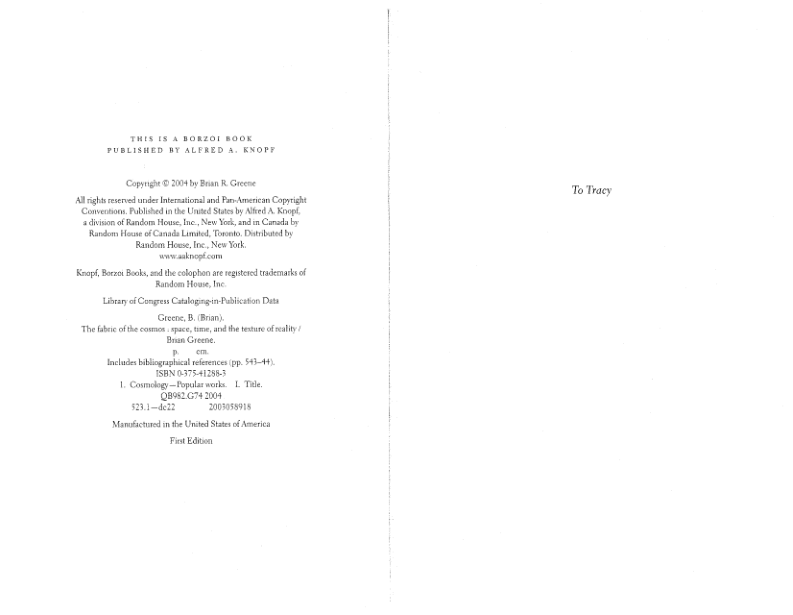 THIS IS A BORZOI BOOK
PUBLISHED BY ALFRED A. KNOPF
Copyright © 2004 by Brian R. Greene
All rights reserved under International and Pan-American Copyright
Conventions. Published in the United States by Alfred A. Knopf,
a division of Random House, Inc., New York, and in Canada by
Random House of Canada Limited, Toronto. Distributed by
Random House, Inc., New York.
www.aaknopf.com
Knopf, Borzoi Books, and the colophon are registered trademarks of
Random House, Inc.
Library of Congress Cataloging-in-Publication Data
Greene, B. (Brian).
The fabric of the cosmos : space, time, and the texture of reality /
Brian Greene.
p. cm.
Includes bibliographical references (pp. 543–44).
ISBN 0-375-41288-3
1. Cosmology—Popular works. I. Title.
QB982.G74 2004
523.1—dc22 2003058918
Manufactured in the United States of America
First Edition
To Tracy